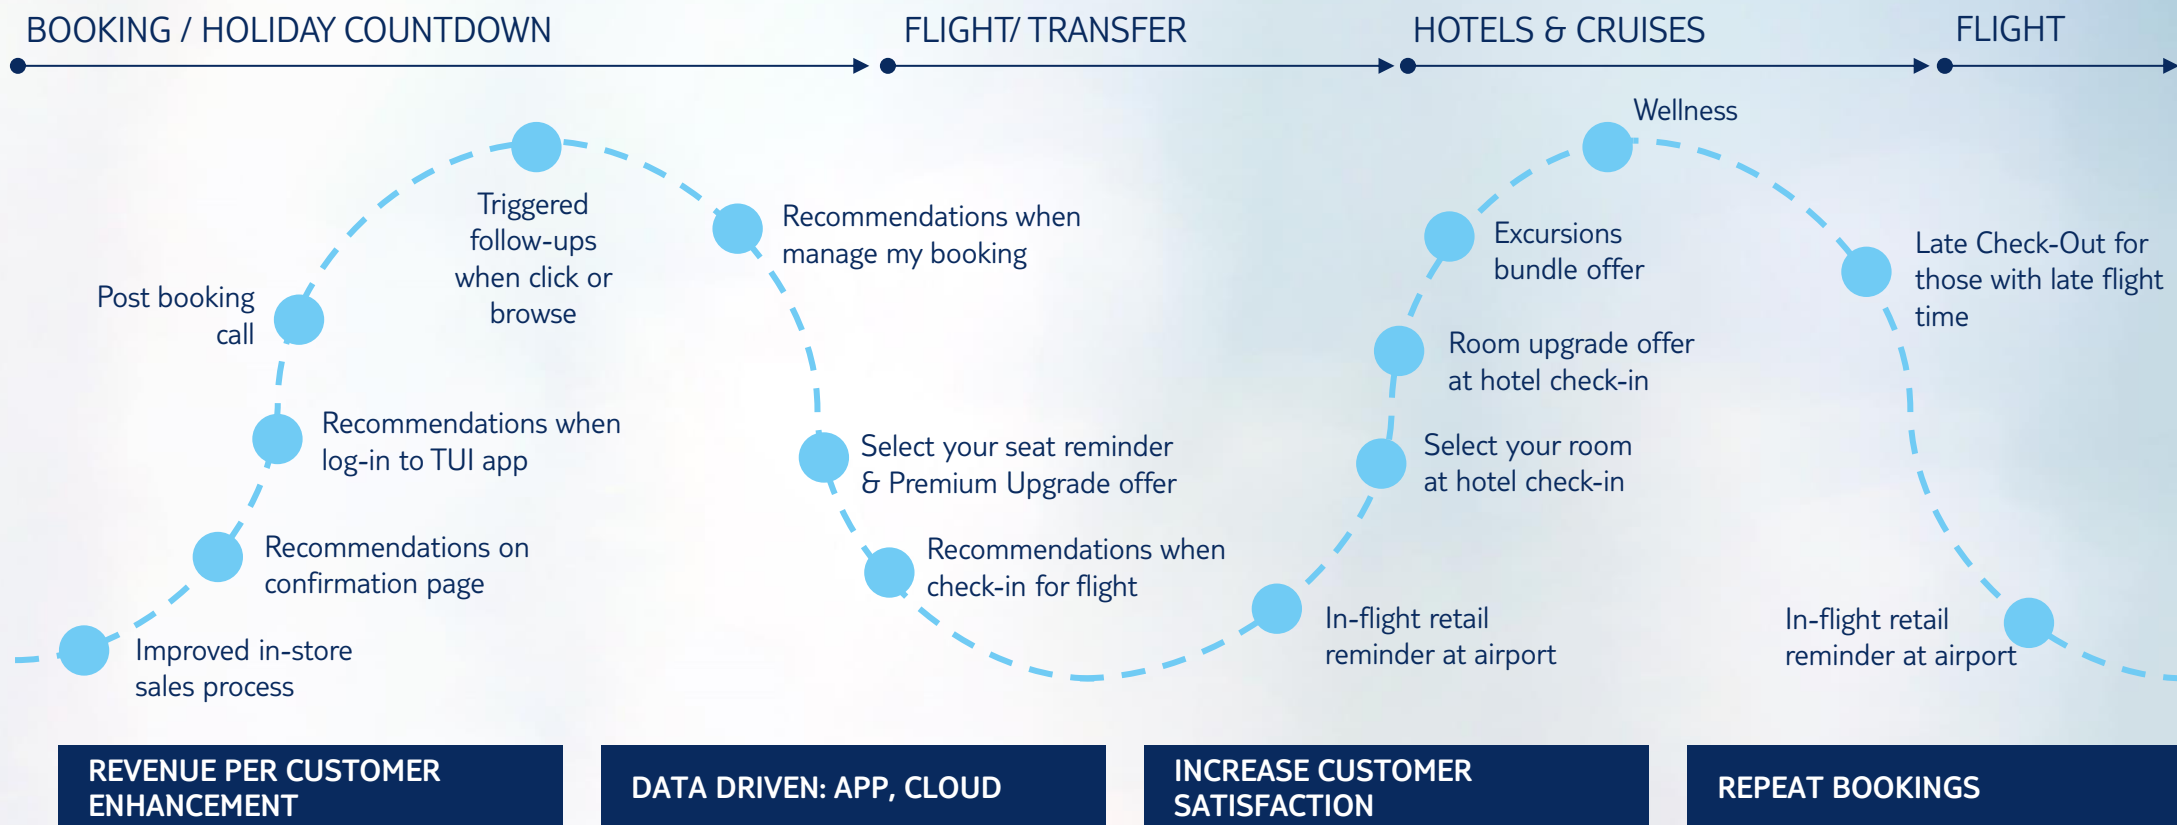 BOOKING / HOLIDAY COUNTDOWN
FLIGHT/ TRANSFER
HOTELS & CRUISES
FLIGHT
Improved in-store
sales process
Recommendations on
confirmation page
Recommendations when
log-in to TUI app
Post booking
call
Triggered
follow-ups
when click or
browse
Recommendations when
manage my booking
Select your seat reminder
& Premium Upgrade offer
Recommendations when
check-in for flight
In-flight retail
reminder at airport
Select your room
at hotel check-in
Room upgrade offer
at hotel check-in
Excursions
bundle offer
Wellness
Late Check-Out for
those with late flight
time
In-flight retail
reminder at airport
REVENUE PER CUSTOMER
ENHANCEMENT
DATA DRIVEN: APP, CLOUD
INCREASE CUSTOMER
SATISFACTION
REPEAT BOOKINGS